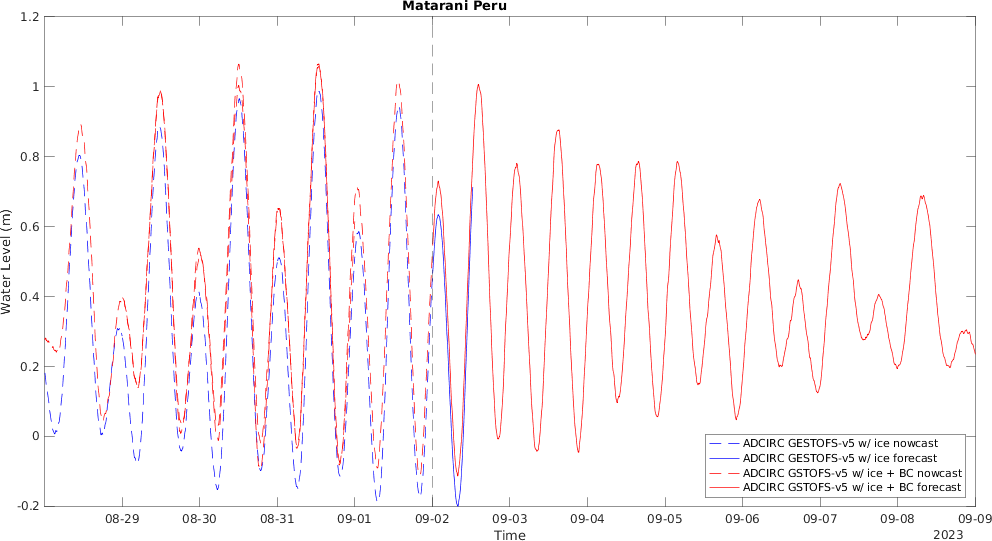 Matarani Peru
Water Level (m)
1.2
1
0.8
0.6
0.4
0.2
0
-0.2
08-29 08-30 08-31 09-01 09-02 09-03 09-04 09-05 09-06 09-07 09-08 09-09
Time
2023
ADCIRC GESTOFS-v5 w/ ice nowcast
ADCIRC GESTOFS-v5 w/ ice forecast
ADCIRC GSTOFS-v5 w/ ice + BC nowcast
ADCIRC GSTOFS-v5 w/ ice + BC forecast